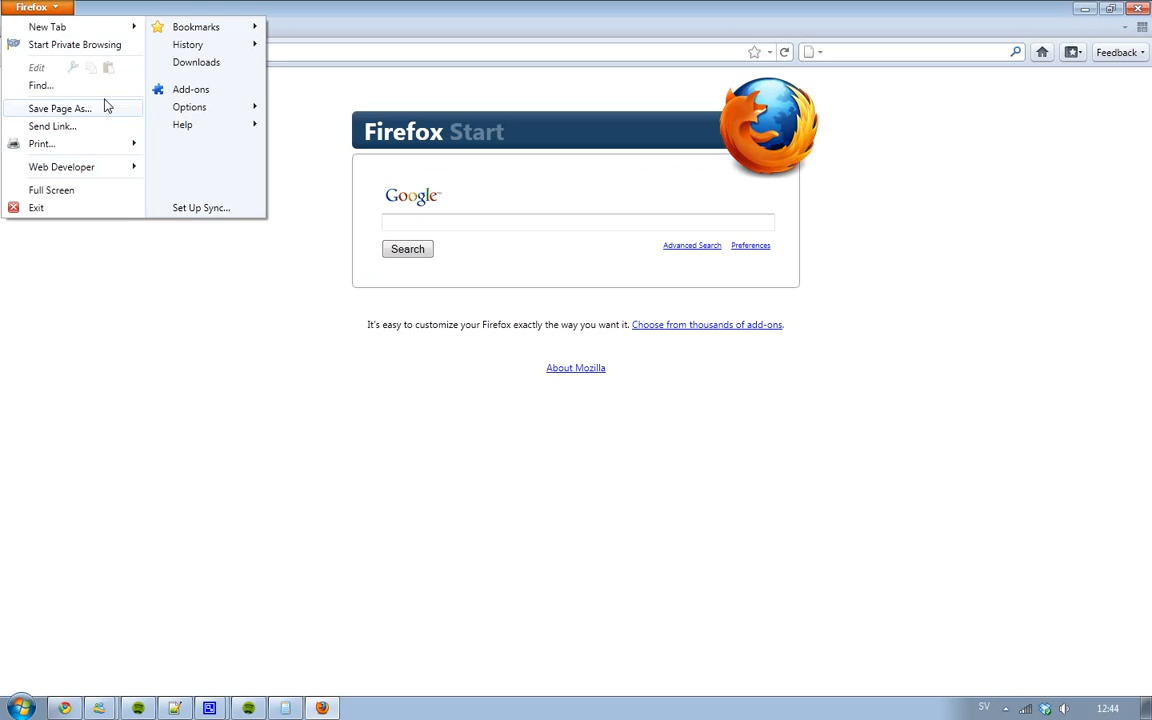 Firefox
New Tab
Start Private Browsing
Edit
Find...
Save Page As...
Send Link...
Print...
Web Developer
Full Screen
Exit
Bookmarks
History
Downloads
Add-ons
Options
Help
Set Up Sync...
Feedback
Firefox Start
Google™
Search
Advanced Search Preferences
It's easy to customize your Firefox exactly the way you want it. Choose from thousands of add-ons.
About Mozilla
SV 12:44